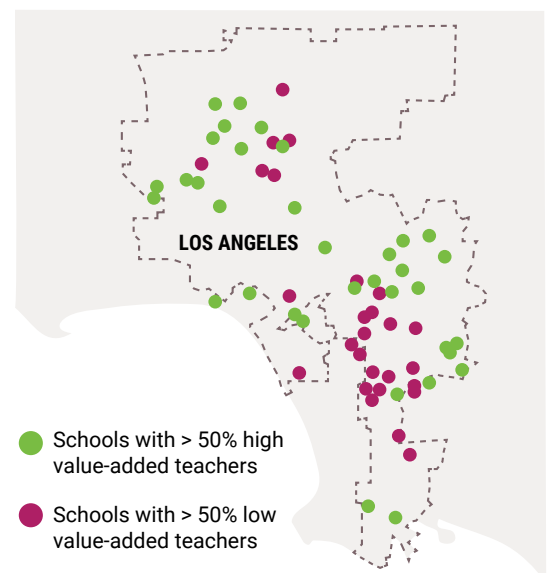 LOS ANGELES
Schools with > 50% high
value-added teachers
Schools with > 50% low
value-added teachers